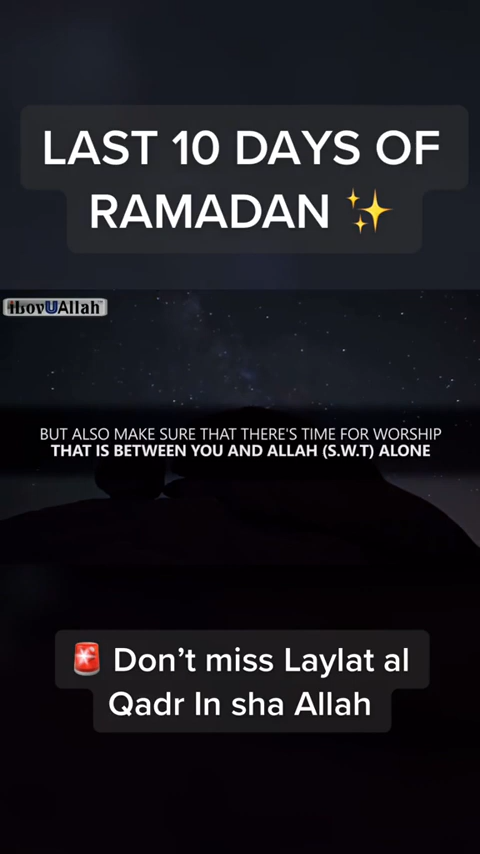 LAST 10 DAYS OF
RAMADAN ✨
ILovUAllah
BUT ALSO MAKE SURE THAT THERE'S TIME FOR WORSHIP
THAT IS BETWEEN YOU AND ALLAH (S.W.T) ALONE
🚨 Don’t miss Laylat al
Qadr In sha Allah